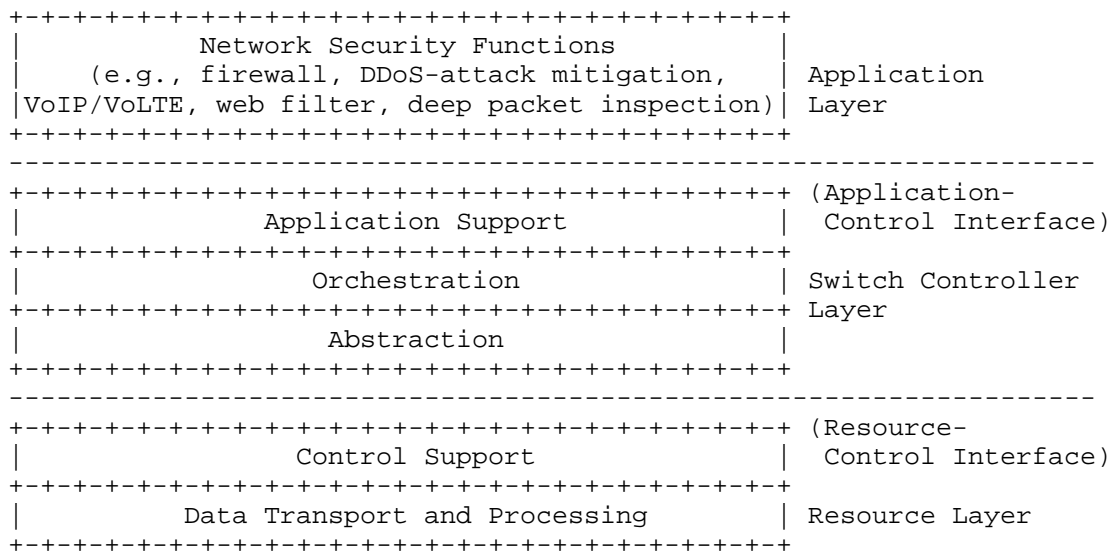 +-+-+-+-+-+-+-+-+-+-+-+-+-+-+-+-+-+-+-+-+-+-+-+-+
|           Network Security Functions           |
|    (e.g., firewall, DDoS-attack mitigation,    | Application
|VoIP/VoLTE, web filter, deep packet inspection)| Layer
+-+-+-+-+-+-+-+-+-+-+-+-+-+-+-+-+-+-+-+-+-+-+-+-+
--------------------------------------------------------------------
+-+-+-+-+-+-+-+-+-+-+-+-+-+-+-+-+-+-+-+-+-+-+-+-+ (Application-
|               Application Support              |  Control Interface)
+-+-+-+-+-+-+-+-+-+-+-+-+-+-+-+-+-+-+-+-+-+-+-+-+
|                  Orchestration                 | Switch Controller
+-+-+-+-+-+-+-+-+-+-+-+-+-+-+-+-+-+-+-+-+-+-+-+-+ Layer
|                   Abstraction                  |
+-+-+-+-+-+-+-+-+-+-+-+-+-+-+-+-+-+-+-+-+-+-+-+-+
--------------------------------------------------------------------
+-+-+-+-+-+-+-+-+-+-+-+-+-+-+-+-+-+-+-+-+-+-+-+-+ (Resource-
|                 Control Support                |  Control Interface)
+-+-+-+-+-+-+-+-+-+-+-+-+-+-+-+-+-+-+-+-+-+-+-+-+
|          Data Transport and Processing         | Resource Layer
+-+-+-+-+-+-+-+-+-+-+-+-+-+-+-+-+-+-+-+-+-+-+-+-+